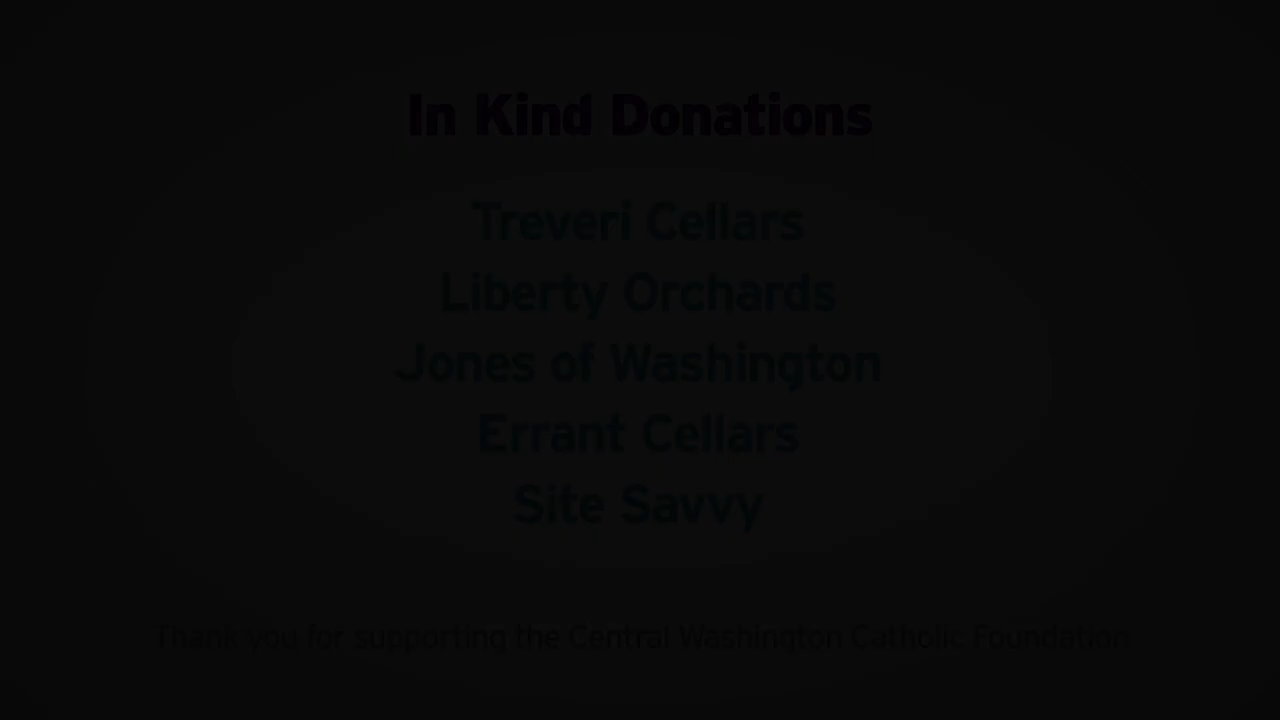 In Kind Donations
Treveri Cellars
Liberty Orchards
Jones of Washington
Errant Cellars
Site Savvy
Thank you for supporting the Central Washington Catholic Foundation